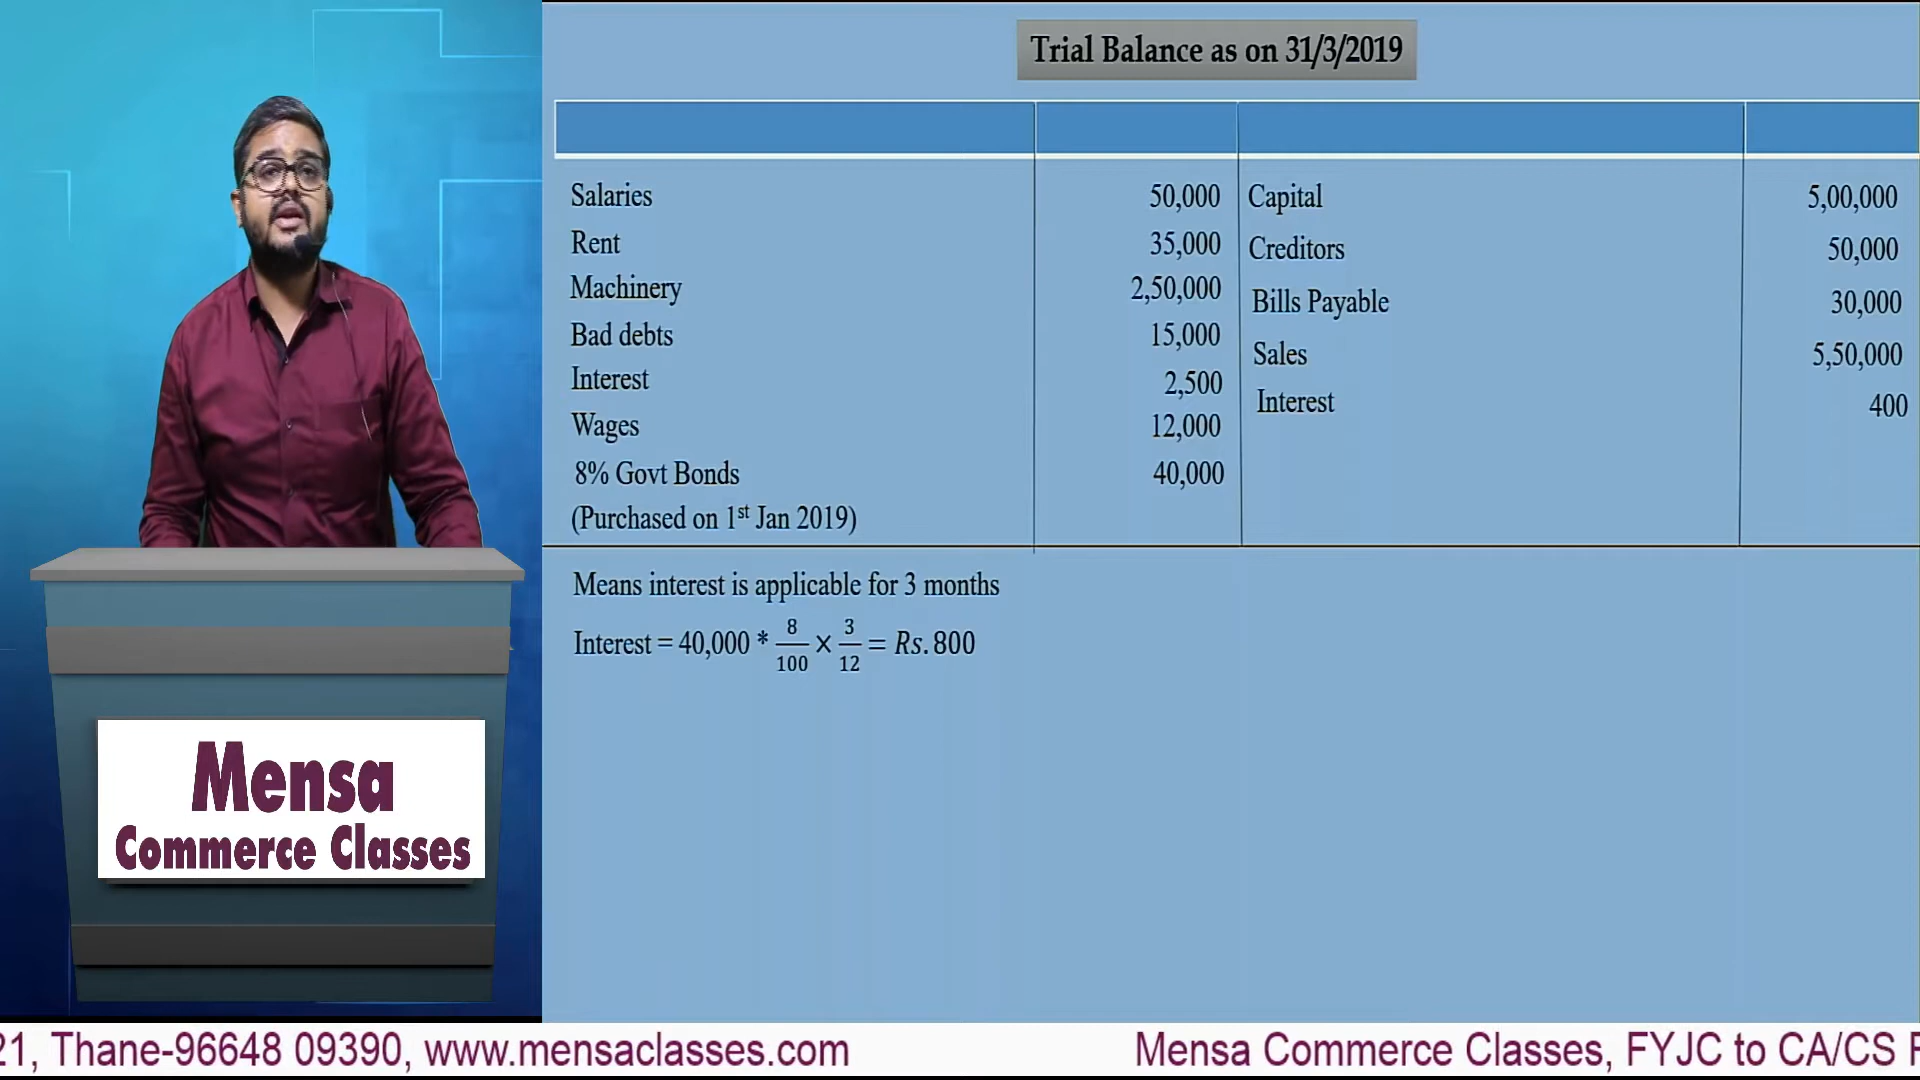 Trial Balance as on 31/3/2019
Salaries 50,000 Capital 5,00,000
Rent 35,000 Creditors 50,000
Machinery 2,50,000 Bills Payable 30,000
Bad debts 15,000 Sales 5,50,000
Interest 2,500 Interest 400
Wages 12,000
8% Govt Bonds 40,000
(Purchased on 1st Jan 2019)
Means interest is applicable for 3 months
Interest = 40,000 * 8/100 × 3/12 = Rs. 800
Mensa
Commerce Classes
21, Thane-96648 09390, www.mensaclasses.com Mensa Commerce Classes, FYJC to CA/CS